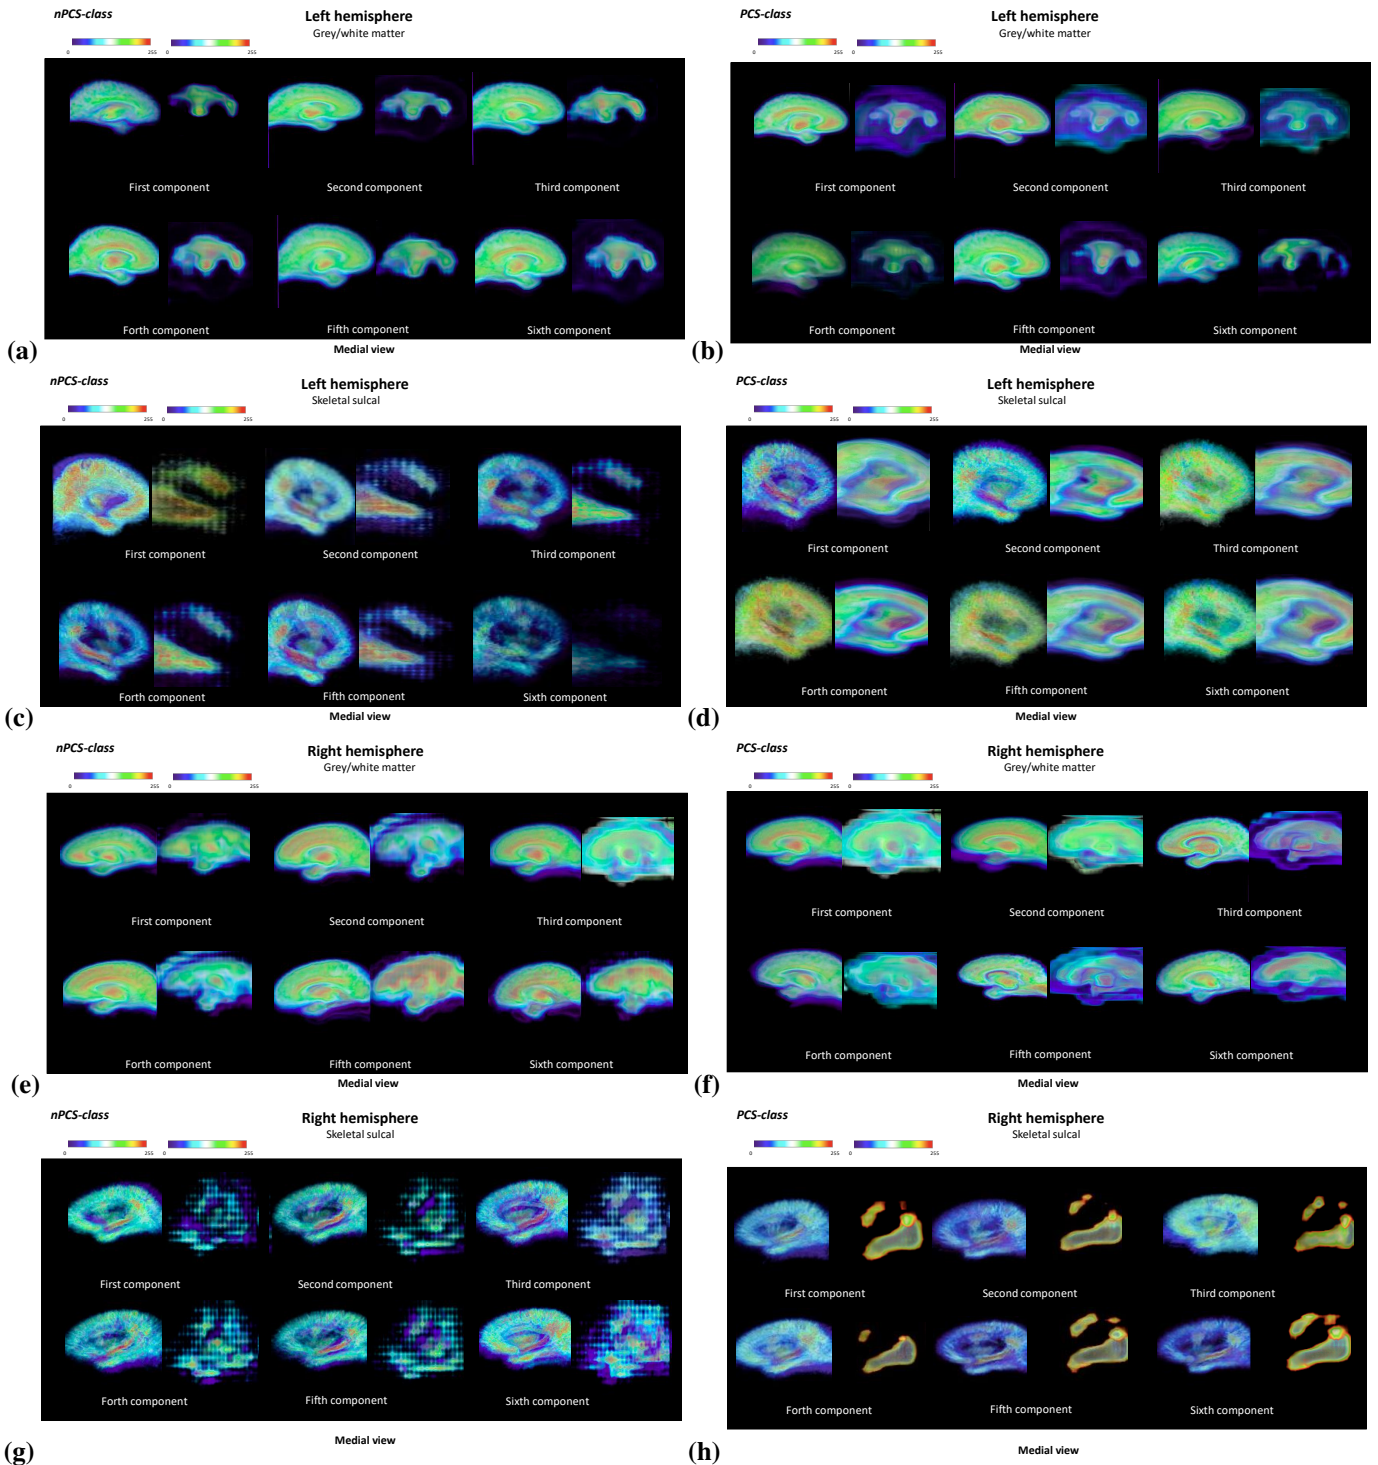 nPCS-class
Left hemisphere
Grey/white matter
0 255 0 255
First component Second component Third component
Forth component Fifth component Sixth component
(a)
Medial view
PCS-class
Left hemisphere
Grey/white matter
0 255 0 255
First component Second component Third component
Forth component Fifth component Sixth component
(b)
Medial view
nPCS-class
Left hemisphere
Skeletal sulcal
0 255 0 255
First component Second component Third component
Forth component Fifth component Sixth component
(c)
Medial view
PCS-class
Left hemisphere
Skeletal sulcal
0 255 0 255
First component Second component Third component
Forth component Fifth component Sixth component
(d)
Medial view
nPCS-class
Right hemisphere
Grey/white matter
0 255 0 255
First component Second component Third component
Forth component Fifth component Sixth component
(e)
Medial view
PCS-class
Right hemisphere
Grey/white matter
0 255 0 255
First component Second component Third component
Forth component Fifth component Sixth component
(f)
Medial view
nPCS-class
Right hemisphere
Skeletal sulcal
0 255 0 255
First component Second component Third component
Forth component Fifth component Sixth component
(g)
Medial view
PCS-class
Right hemisphere
Skeletal sulcal
0 255 0 255
First component Second component Third component
Forth component Fifth component Sixth component
(h)
Medial view